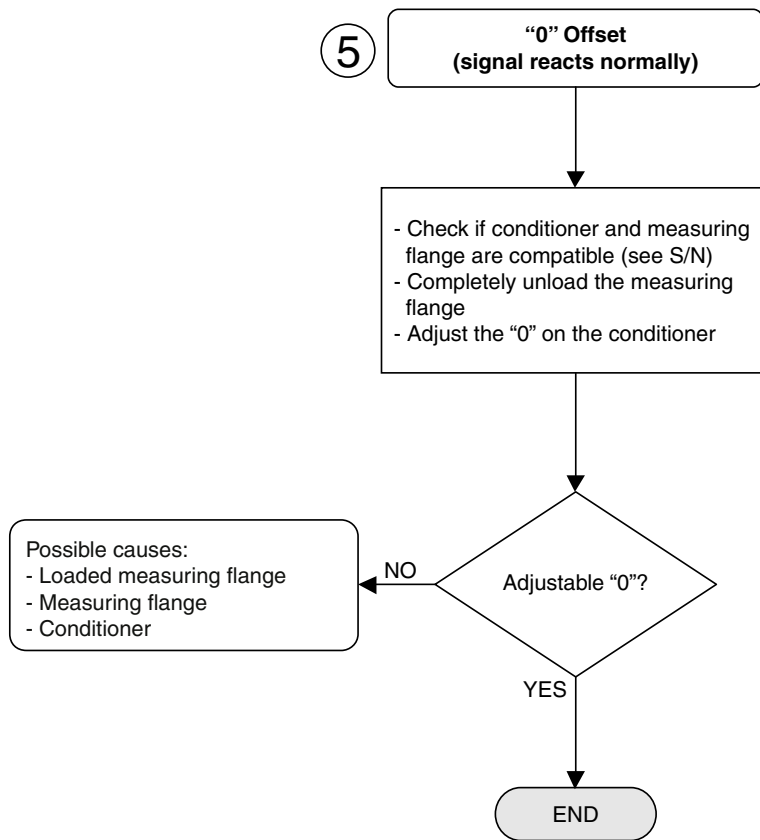 5
“0” Offset
(signal reacts normally)
- Check if conditioner and measuring
flange are compatible (see S/N)
- Completely unload the measuring
flange
- Adjust the “0” on the conditioner
Adjustable “0”?
NO
Possible causes:
- Loaded measuring flange
- Measuring flange
- Conditioner
YES
END